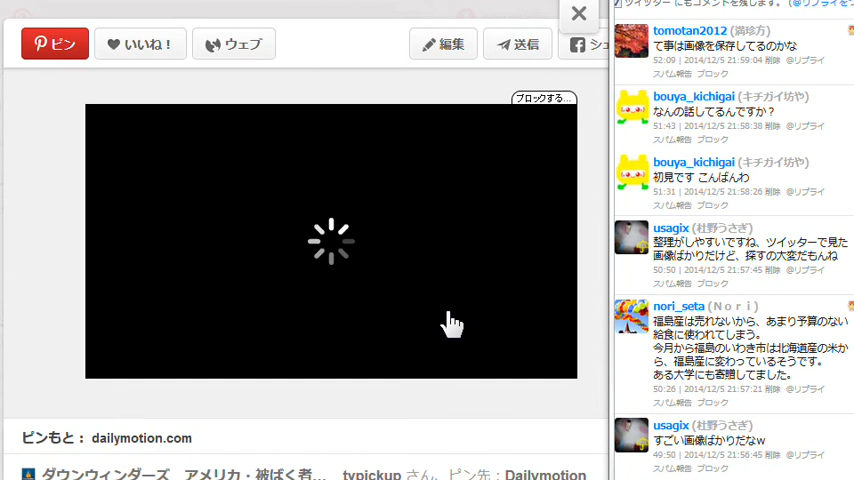 ピン
いいね！
ウェブ
編集
送信
シェ
ブロックする...
ピンもと： dailymotion.com
ダウンウィンダーズ アメリカ・被ばく者... typickup さん、ピン先：Dailymotion
ツイッター にもコメントを残します。 (@リプライをつ
tomotan2012 (満珍方)
て事は画像を保存してるのかな
52:09 | 2014/12/5 21:59:04 削除 @リプライ
スパム報告 ブロック
bouya_kichigai (キチガイ坊や)
なんの話してるんですか？
51:43 | 2014/12/5 21:58:38 削除 @リプライ
スパム報告 ブロック
bouya_kichigai (キチガイ坊や)
初見です こんばんわ
51:31 | 2014/12/5 21:58:26 削除 @リプライ
スパム報告 ブロック
usagix (杜野うさぎ)
整理がしやすいですね、ツイッターで見た
画像ばかりだけど、探すの大変だもんね
50:50 | 2014/12/5 21:57:45 削除 @リプライ
スパム報告 ブロック
nori_seta (Ｎｏｒｉ)
福島産は売れないから、あまり予算のない
給食に使われてしまう。
今月から福島のいわき市は北海道産の米か
ら、福島産に変わっているそうです。
ある大学にも寄贈してました。
50:26 | 2014/12/5 21:57:21 削除 @リプライ
スパム報告 ブロック
usagix (杜野うさぎ)
すごい画像ばかりだなｗ
49:50 | 2014/12/5 21:56:45 削除 @リプライ
スパム報告 ブロック